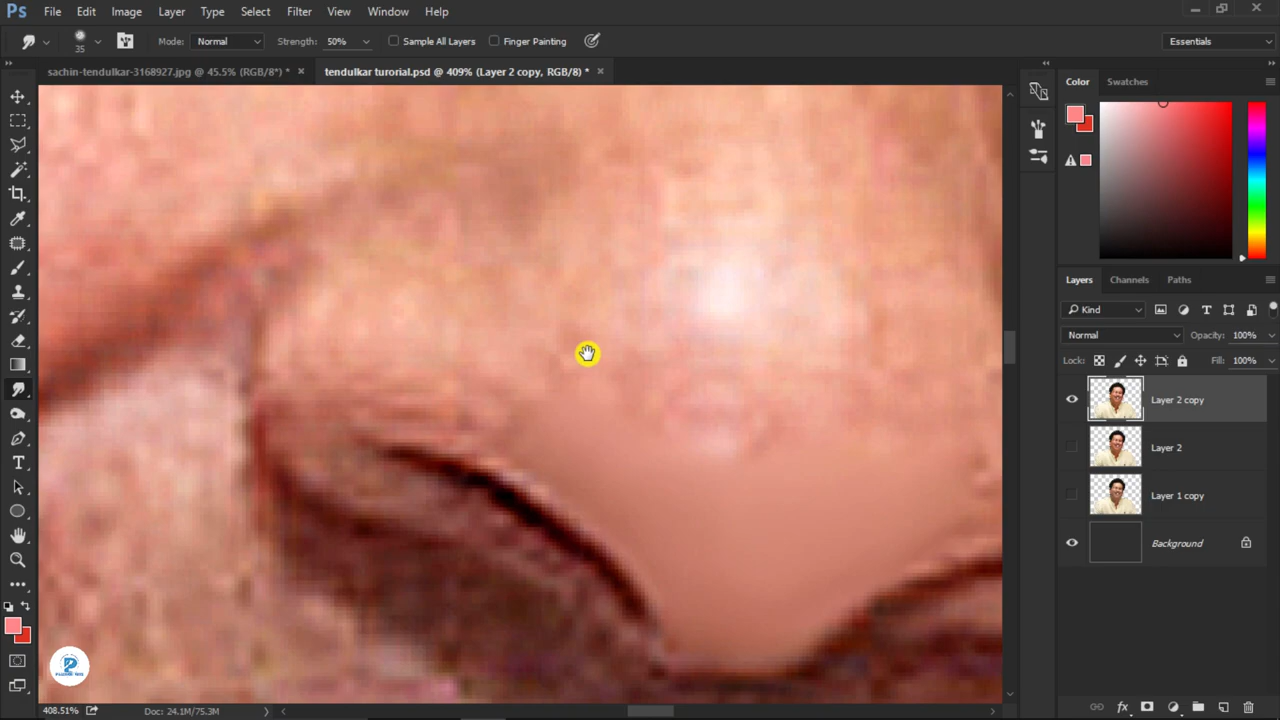 Ps File Edit Image Layer Type Select Filter View Window Help
35 Mode: Normal Strength: 50% Sample All Layers Finger Painting Essentials
sachin-tendulkar-3168927.jpg @ 45.5% (RGB/8*) * × tendulkar turorial.psd @ 409% (Layer 2 copy, RGB/8) * ×
Color Swatches
Layers Channels Paths
Kind
Normal Opacity: 100%
Lock: Fill: 100%
Layer 2 copy
Layer 2
Layer 1 copy
Background
408.51% Doc: 24.1M/75.3M